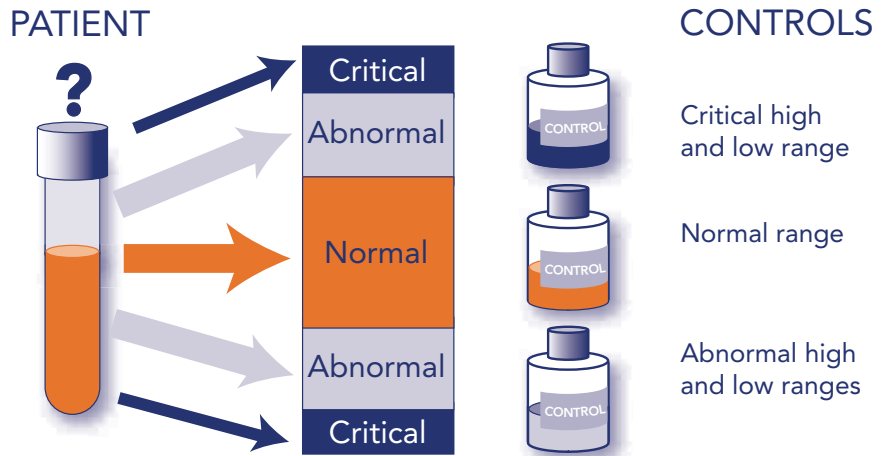 PATIENT
CONTROLS
?
Critical
Abnormal
Normal
Abnormal
Critical
CONTROL
Critical high
and low range
CONTROL
Normal range
CONTROL
Abnormal high
and low ranges